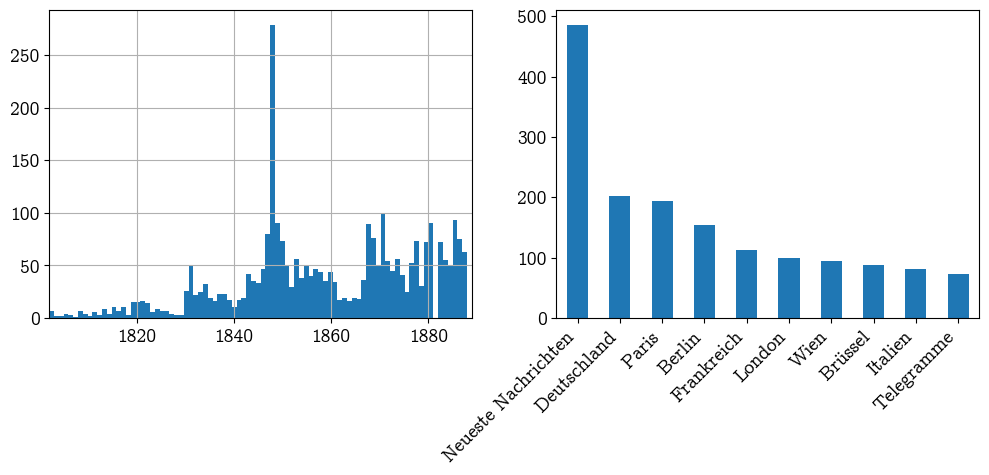 250
200
150
100
50
0
1820 1840 1860 1880
500
400
300
200
100
0
Neueste Nachrichten
Deutschland
Paris
Berlin
Frankreich
London
Wien
Brüssel
Italien
Telegramme